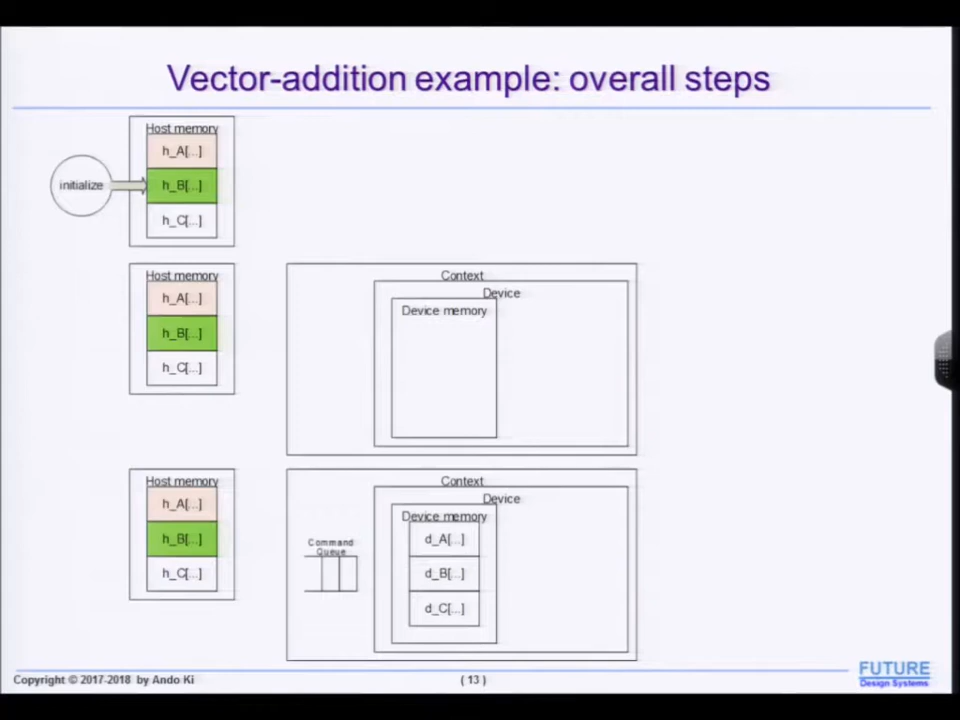 Vector-addition example: overall steps
Host memory
h_A[...]
initialize
h_B[...]
h_C[...]
Host memory
h_A[...]
h_B[...]
h_C[...]
Context
Device
Device memory
Host memory
h_A[...]
h_B[...]
h_C[...]
Context
Device
Device memory
Command
Queue
d_A[...]
d_B[...]
d_C[...]
Copyright © 2017-2018 by Ando Ki
( 13 )
FUTURE
Design Systems